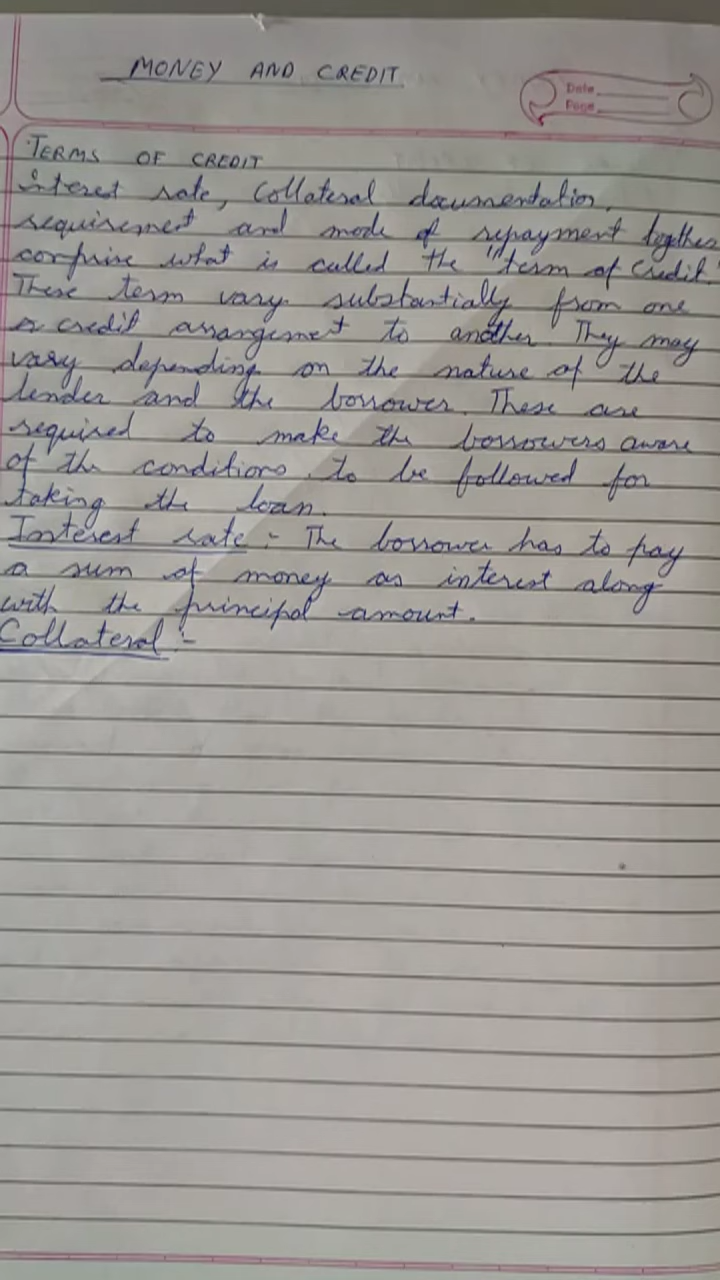 MONEY AND CREDIT
Date
Page
TERMS OF CREDIT
Interest rate, Collateral documentation,
requirement and mode of repayment together
comprise what is called the "term of Credit."
These term vary substantially from one
a credit arrangement to another. They may
vary depending on the nature of the
lender and the borrower. These are
required to make the borrowers aware
of the conditions to be followed for
taking the loan.
Interest rate :- The borrower has to pay
a sum of money as interest along
with the principal amount.
Collateral :-